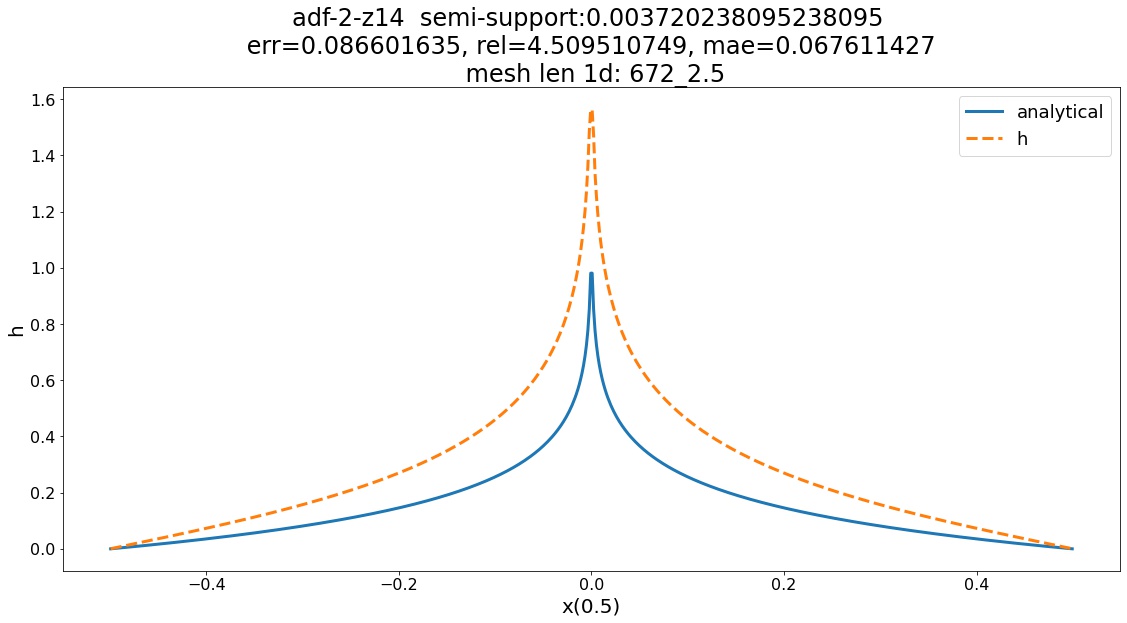 adf-2-z14  semi-support:0.003720238095238095
err=0.086601635, rel=4.509510749, mae=0.067611427
mesh len 1d: 672_2.5
analytical
h
h
1.6
1.4
1.2
1.0
0.8
0.6
0.4
0.2
0.0
−0.4
−0.2
0.0
0.2
0.4
x(0.5)